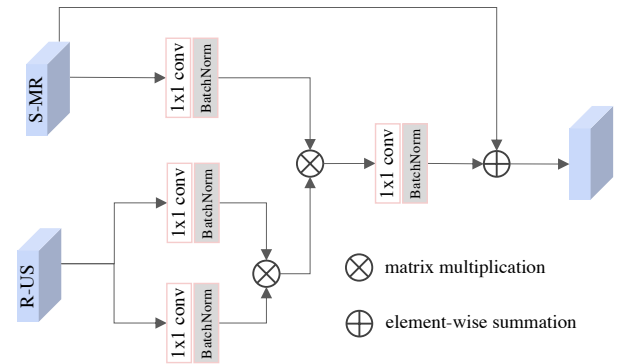 S-MR
1x1 conv
BatchNorm
1x1 conv
BatchNorm
1x1 conv
BatchNorm
R-US
1x1 conv
BatchNorm
matrix multiplication
element-wise summation